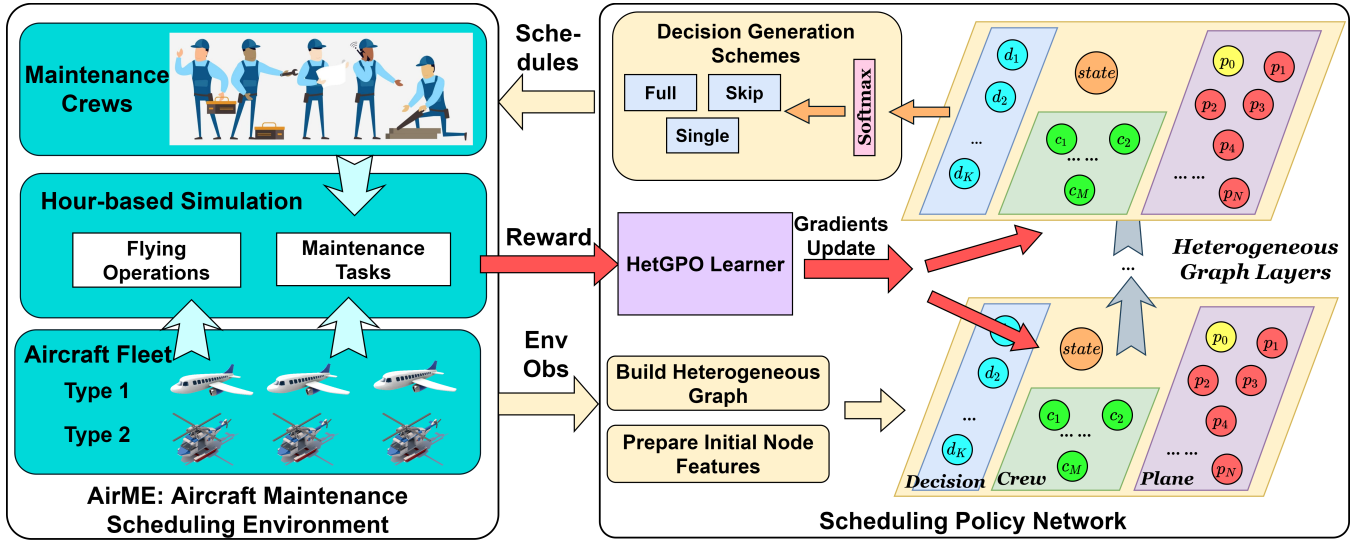 Maintenance
Crews
Hour-based Simulation
Flying
Operations
Maintenance
Tasks
Aircraft Fleet
Type 1
Type 2
AirME: Aircraft Maintenance
Scheduling Environment
Sche-
dules
Reward
Env
Obs
Decision Generation
Schemes
Full
Skip
Single
Softmax
HetGPO Learner
Gradients
Update
Build Heterogeneous
Graph
Prepare Initial Node
Features
d1
d2
...
dK
state
c1
c2
... ...
cM
p0
p1
p2
p3
p4
... ...
pN
Heterogeneous
Graph Layers
...
d2
...
dK
Decision
state
c1
c2
... ...
cM
Crew
p0
p1
p2
p3
p4
... ...
pN
Plane
Scheduling Policy Network